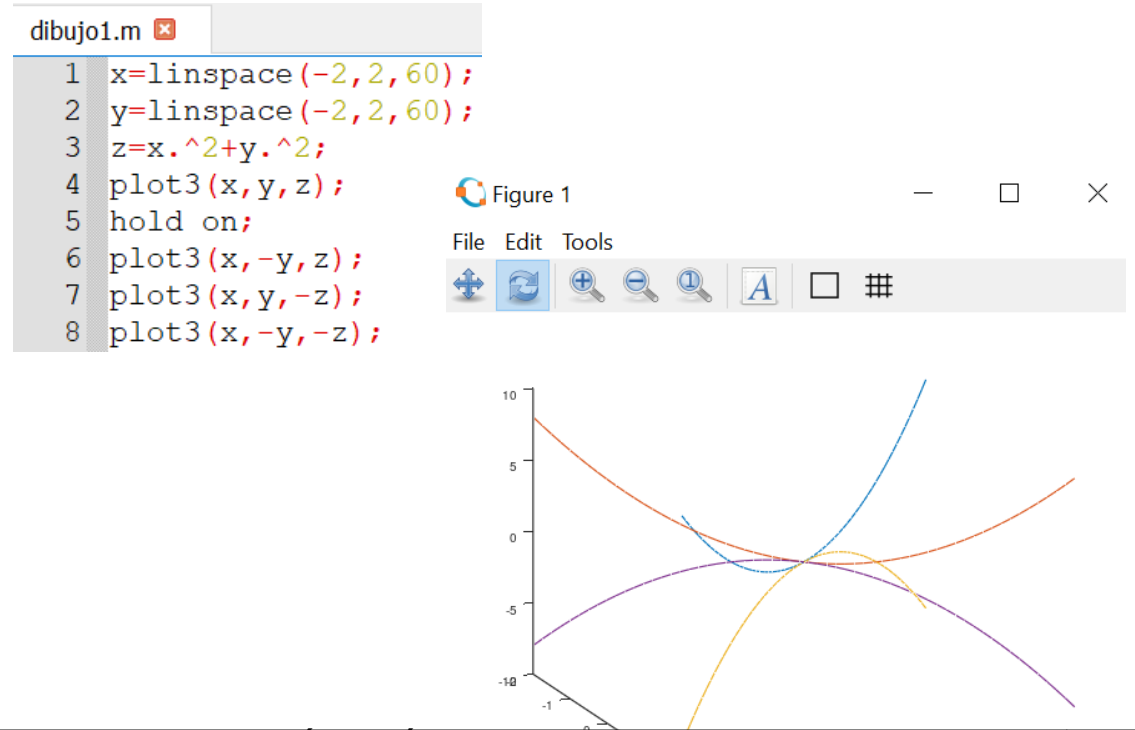 dibujo1.m
1 x=linspace(-2,2,60);
2 y=linspace(-2,2,60);
3 z=x.^2+y.^2;
4 plot3(x,y,z);
5 hold on;
6 plot3(x,-y,z);
7 plot3(x,y,-z);
8 plot3(x,-y,-z);
Figure 1
File Edit Tools
1
A
10
5
0
-5
-1